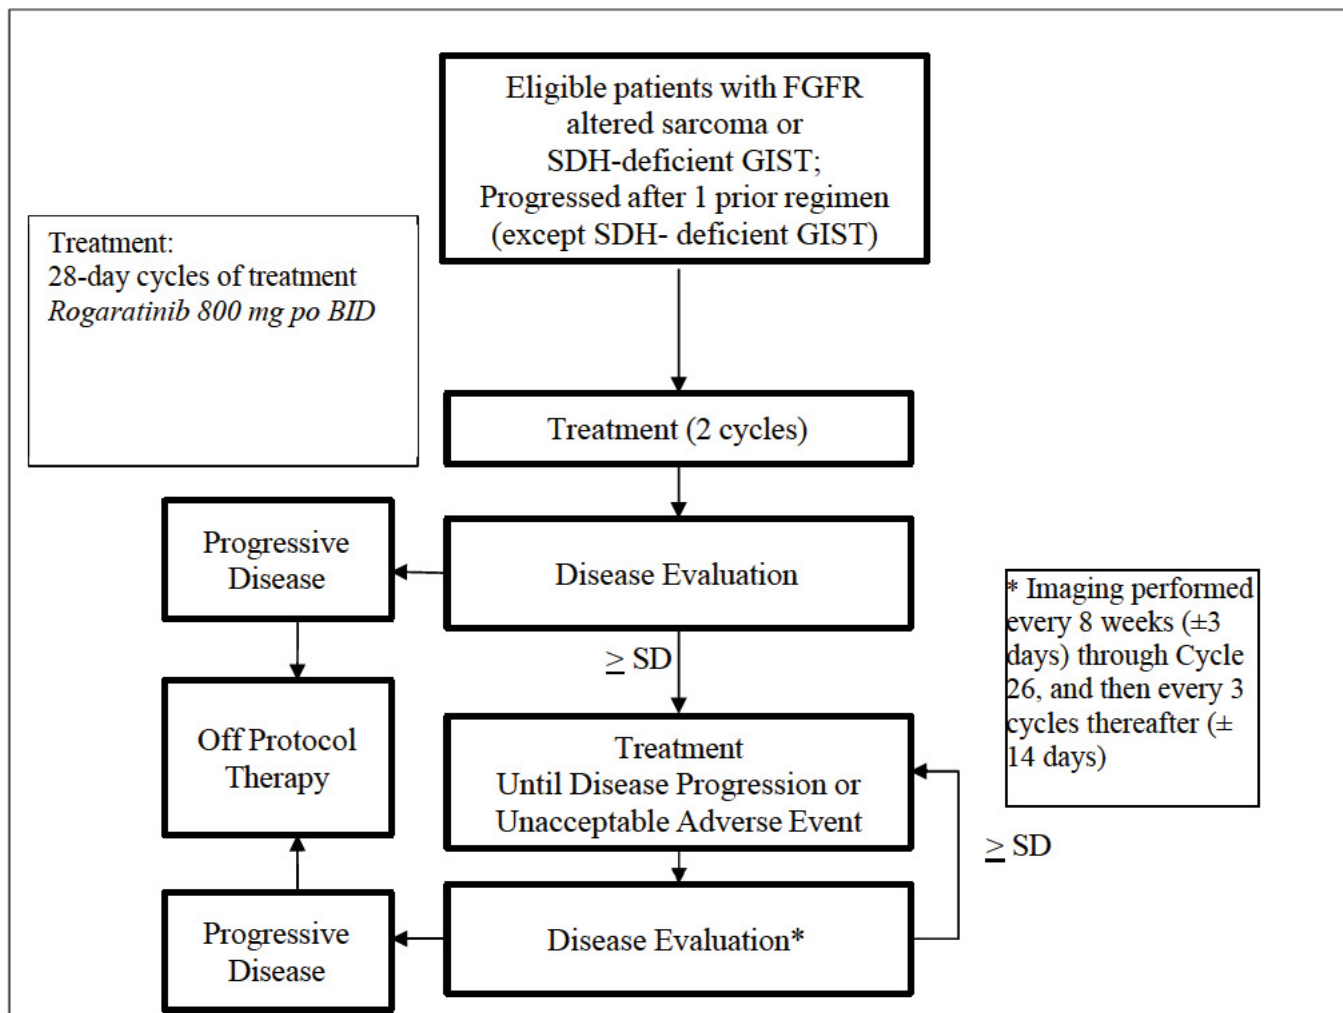 Eligible patients with FGFR
altered sarcoma or
SDH-deficient GIST;
Progressed after 1 prior regimen
(except SDH- deficient GIST)
Treatment:
28-day cycles of treatment
Rogaratinib 800 mg po BID
Treatment (2 cycles)
Progressive
Disease
Disease Evaluation
≥ SD
* Imaging performed
every 8 weeks (±3
days) through Cycle
26, and then every 3
cycles thereafter (±
14 days)
Off Protocol
Therapy
Treatment
Until Disease Progression or
Unacceptable Adverse Event
≥ SD
Progressive
Disease
Disease Evaluation*